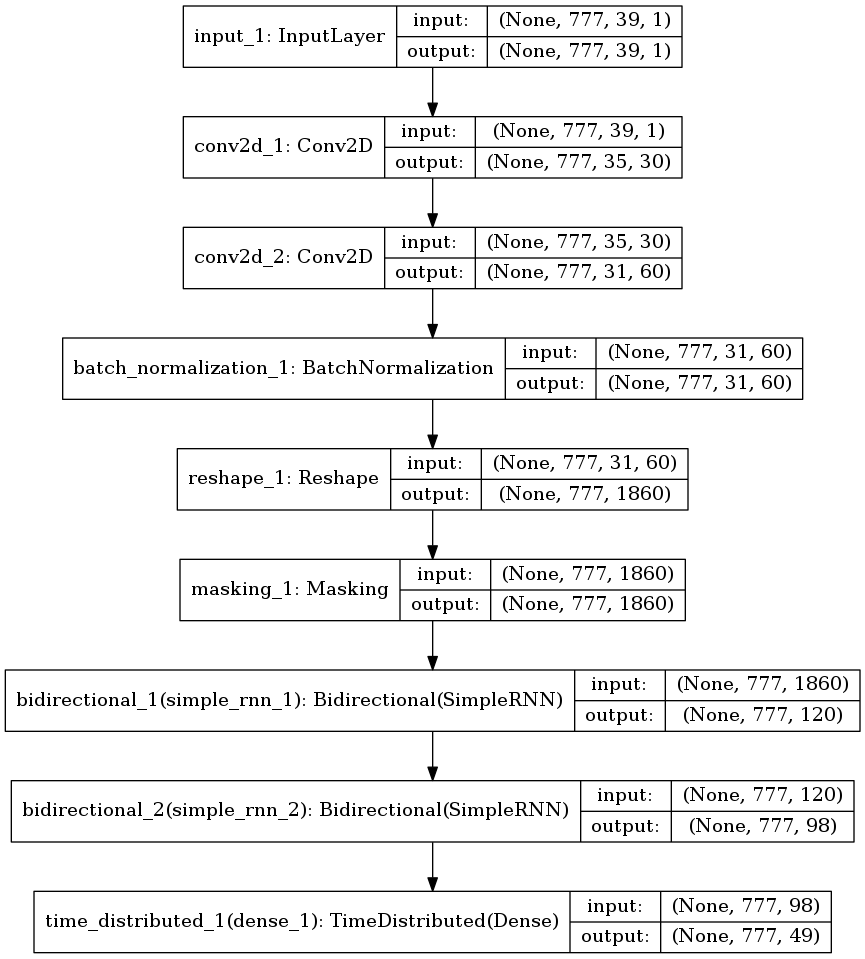 input_1: InputLayer
input: (None, 777, 39, 1)
output: (None, 777, 39, 1)
conv2d_1: Conv2D
input: (None, 777, 39, 1)
output: (None, 777, 35, 30)
conv2d_2: Conv2D
input: (None, 777, 35, 30)
output: (None, 777, 31, 60)
batch_normalization_1: BatchNormalization
input: (None, 777, 31, 60)
output: (None, 777, 31, 60)
reshape_1: Reshape
input: (None, 777, 31, 60)
output: (None, 777, 1860)
masking_1: Masking
input: (None, 777, 1860)
output: (None, 777, 1860)
bidirectional_1(simple_rnn_1): Bidirectional(SimpleRNN)
input: (None, 777, 1860)
output: (None, 777, 120)
bidirectional_2(simple_rnn_2): Bidirectional(SimpleRNN)
input: (None, 777, 120)
output: (None, 777, 98)
time_distributed_1(dense_1): TimeDistributed(Dense)
input: (None, 777, 98)
output: (None, 777, 49)